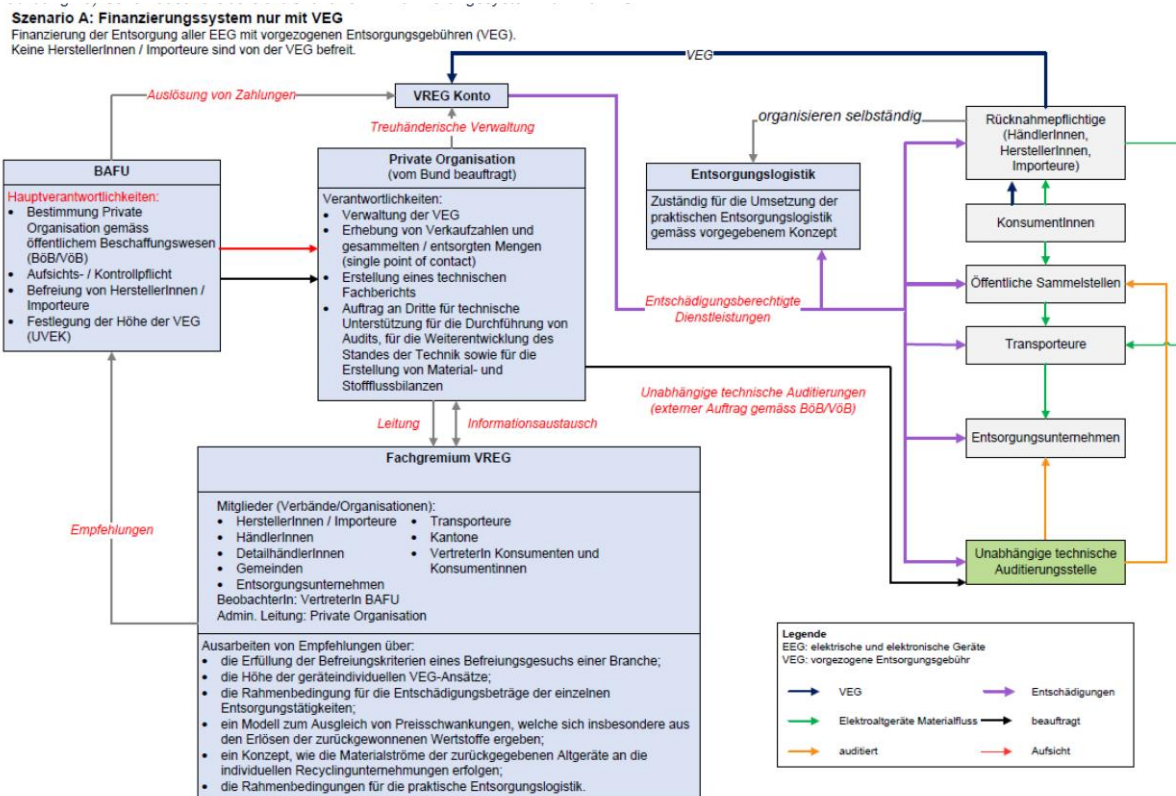 Szenario A: Finanzierungssystem nur mit VEG
Finanzierung der Entsorgung aller EEG mit vorgezogenen Entsorgungsgebühren (VEG).
Keine HerstellerInnen / Importeure sind von der VEG befreit.
VEG
Auslösung von Zahlungen
VREG Konto
Treuhänderische Verwaltung
organisieren selbständig
Rücknahmepflichtige
(HändlerInnen,
HerstellerInnen,
Importeure)
BAFU
Hauptverantwortlichkeiten:
• Bestimmung Private
Organisation gemäss
öffentlichem Beschaffungswesen
(BöB/VöB)
• Aufsichts- / Kontrollpflicht
• Befreiung von HerstellerInnen /
Importeure
• Festlegung der Höhe der VEG
(UVEK)
Private Organisation
(vom Bund beauftragt)
Verantwortlichkeiten:
• Verwaltung der VEG
• Erhebung von Verkaufzahlen und
gesammelten / entsorgten Mengen
(single point of contact)
• Erstellung eines technischen
Fachberichts
• Auftrag an Dritte für technische
Unterstützung für die Durchführung von
Audits, für die Weiterentwicklung des
Standes der Technik sowie für die
Erstellung von Material- und
Stoffflussbilanzen
Entsorgungslogistik
Zuständig für die Umsetzung der
praktischen Entsorgungslogistik
gemäss vorgegebenem Konzept
KonsumentInnen
Öffentliche Sammelstellen
Entschädigungsberechtigte
Dienstleistungen
Transporteure
Unabhängige technische Auditierungen
(externer Auftrag gemäss BöB/VöB)
Entsorgungsunternehmen
Leitung
Informationsaustausch
Empfehlungen
Fachgremium VREG
Mitglieder (Verbände/Organisationen):
• HerstellerInnen / Importeure
• HändlerInnen
• DetailhändlerInnen
• Gemeinden
• Entsorgungsunternehmen
• Transporteure
• Kantone
• VertreterIn Konsumenten und
Konsumentinnen
BeobachterIn: VertreterIn BAFU
Admin. Leitung: Private Organisation
Ausarbeiten von Empfehlungen über:
• die Erfüllung der Befreiungskriterien eines Befreiungsgesuchs einer Branche;
• die Höhe der geräteindividuellen VEG-Ansätze;
• die Rahmenbedingung für die Entschädigungsbeträge der einzelnen
Entsorgungstätigkeiten;
• ein Modell zum Ausgleich von Preisschwankungen, welche sich insbesondere aus
den Erlösen der zurückgewonnenen Wertstoffe ergeben;
• ein Konzept, wie die Materialströme der zurückgegebenen Altgeräte an die
individuellen Recyclingunternehmungen erfolgen;
• die Rahmenbedingungen für die praktische Entsorgungslogistik.
Unabhängige technische
Auditierungsstelle
Legende
EEG: elektrische und elektronische Geräte
VEG: vorgezogene Entsorgungsgebühr
VEG
Entschädigungen
Elektroaltgeräte Materialfluss
beauftragt
auditiert
Aufsicht